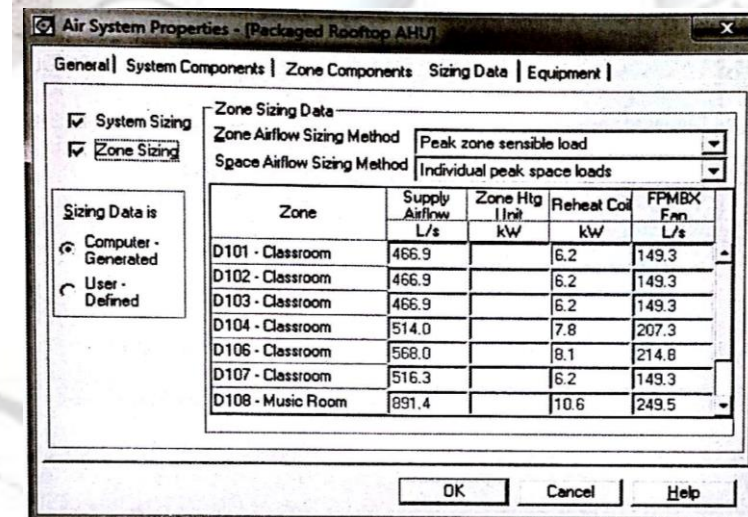 Air System Properties - [Packaged Rooftop AHU]
General | System Components | Zone Components Sizing Data | Equipment |
System Sizing
Zone Sizing
Sizing Data is
Computer -
Generated
User -
Defined
Zone Sizing Data
Zone Airflow Sizing Method Peak zone sensible load
Space Airflow Sizing Method Individual peak space loads
Zone Supply Airflow Zone Htg Unit Reheat Coil FPMBX Fan
L/s kW kW L/s
D101 - Classroom 466.9 6.2 149.3
D102 - Classroom 466.9 6.2 149.3
D103 - Classroom 466.9 6.2 149.3
D104 - Classroom 514.0 7.8 207.3
D106 - Classroom 568.0 8.1 214.8
D107 - Classroom 516.3 6.2 149.3
D108 - Music Room 891.4 10.6 249.5
OK Cancel Help